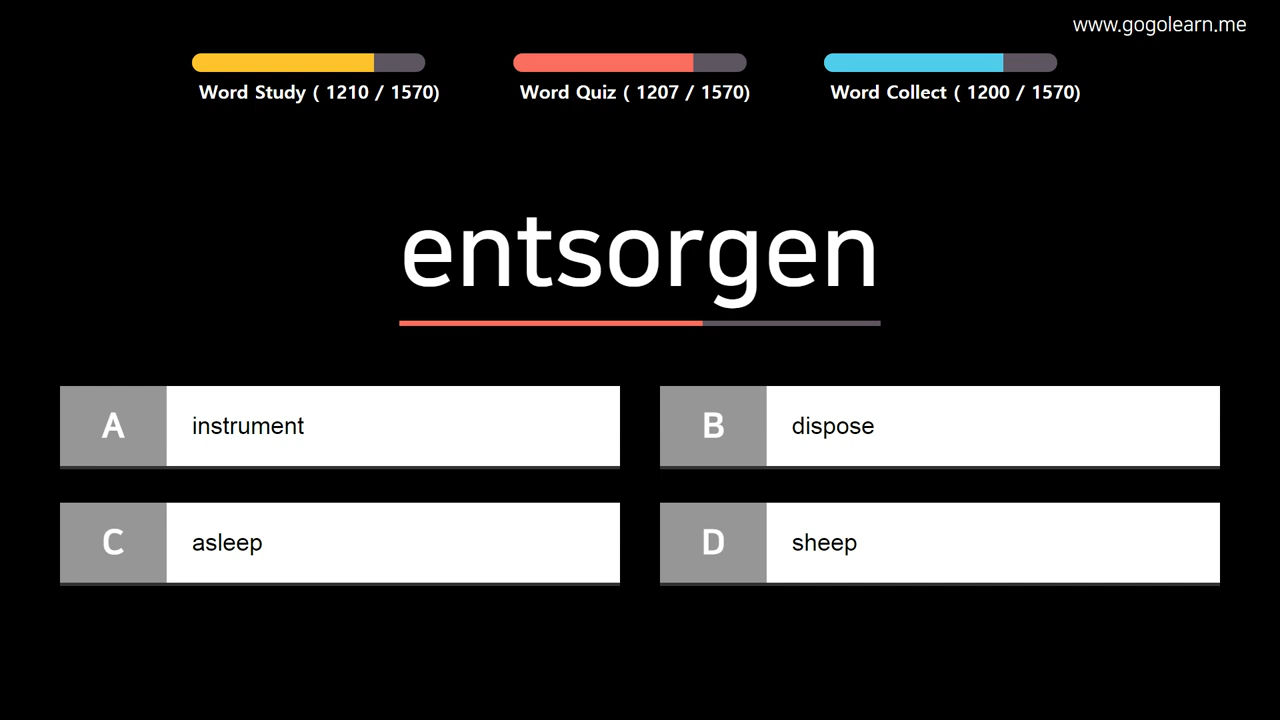 www.gogolearn.me
Word Study ( 1210 / 1570)
Word Quiz ( 1207 / 1570)
Word Collect ( 1200 / 1570)
entsorgen
A instrument
B dispose
C asleep
D sheep